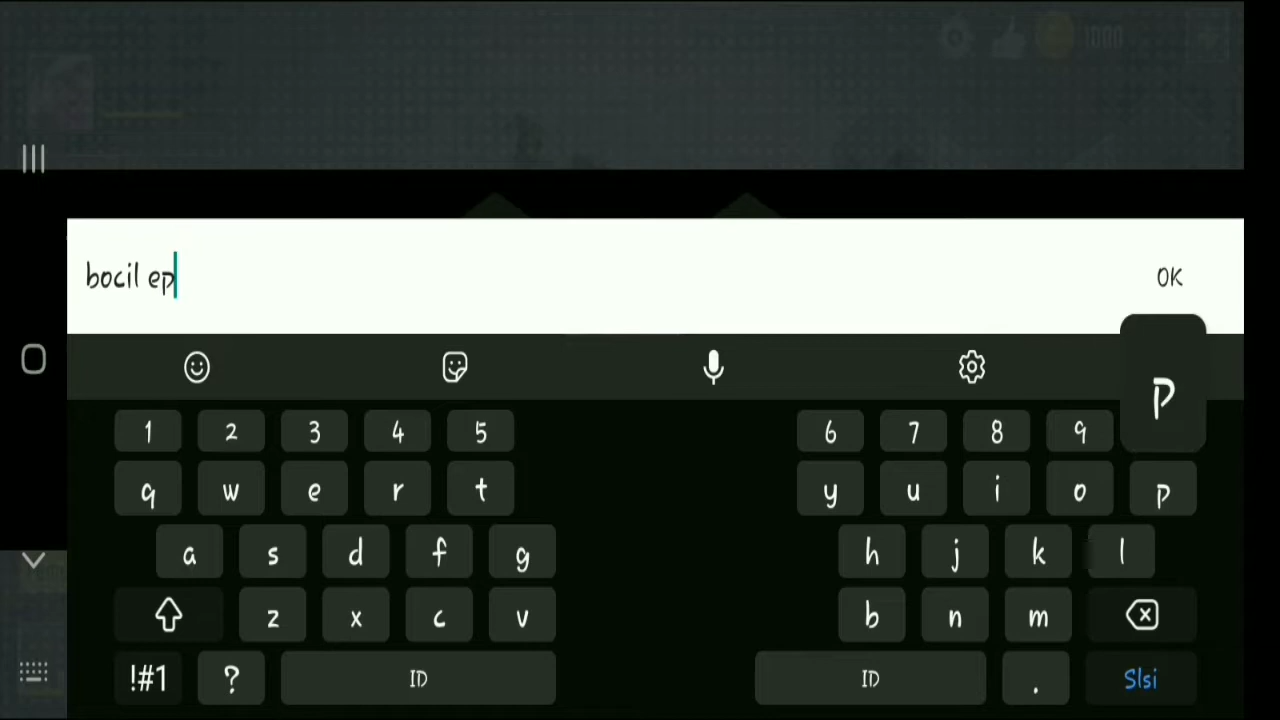 1000
bocil ep
OK
p
1 2 3 4 5 6 7 8 9
q w e r t y u i o p
a s d f g h j k l
z x c v b n m
!#1 ? ID ID . Slsi